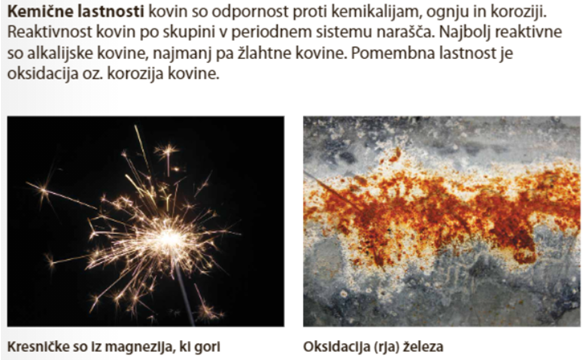 Kemične lastnosti kovin so odpornost proti kemikalijam, ognju in koroziji.
Reaktivnost kovin po skupini v periodnem sistemu narašča. Najbolj reaktivne
so alkalijske kovine, najmanj pa žlahtne kovine. Pomembna lastnost je
oksidacija oz. korozija kovine.
Kresničke so iz magnezija, ki gori
Oksidacija (rja) železa